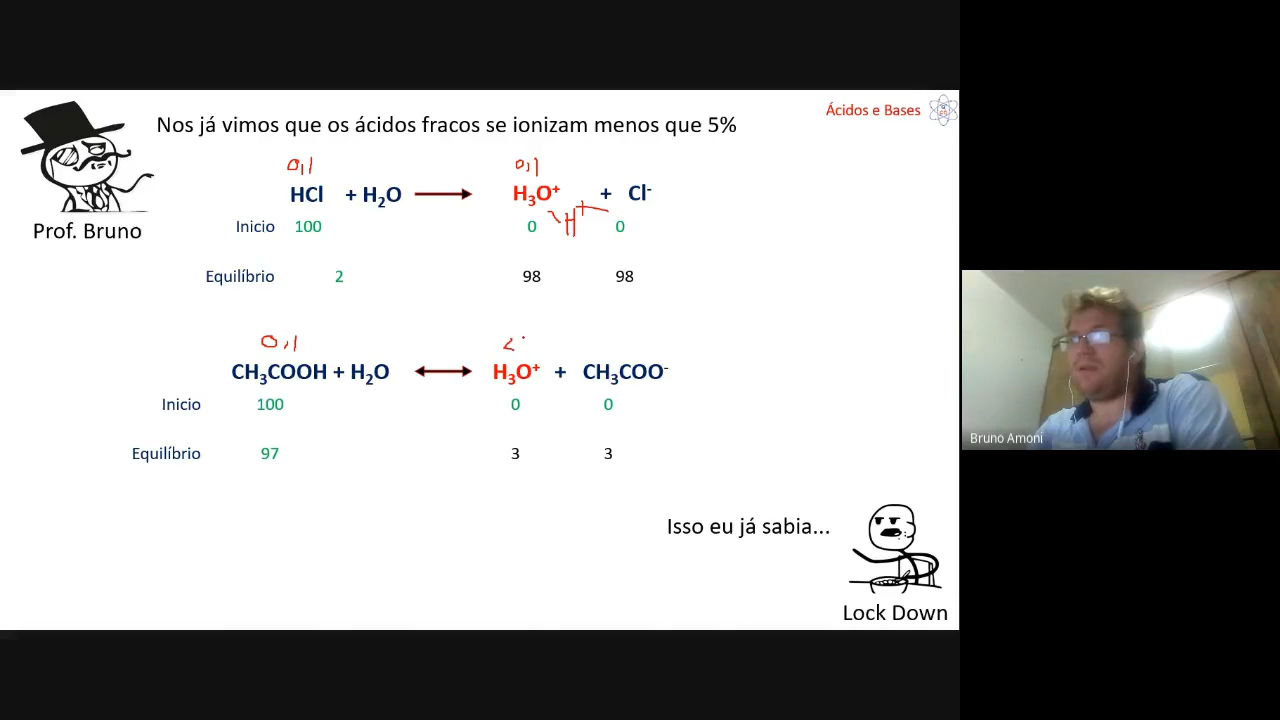 Ácidos e Bases
Nos já vimos que os ácidos fracos se ionizam menos que 5%
0,1 0,1
HCl + H₂O → H₃O⁺ + Cl⁻
H⁺
Prof. Bruno
Inicio 100 0 0
Equilíbrio 2 98 98
0,1 <
CH₃COOH + H₂O ↔ H₃O⁺ + CH₃COO⁻
Inicio 100 0 0
Equilíbrio 97 3 3
Bruno Amoni
Isso eu já sabia...
Lock Down